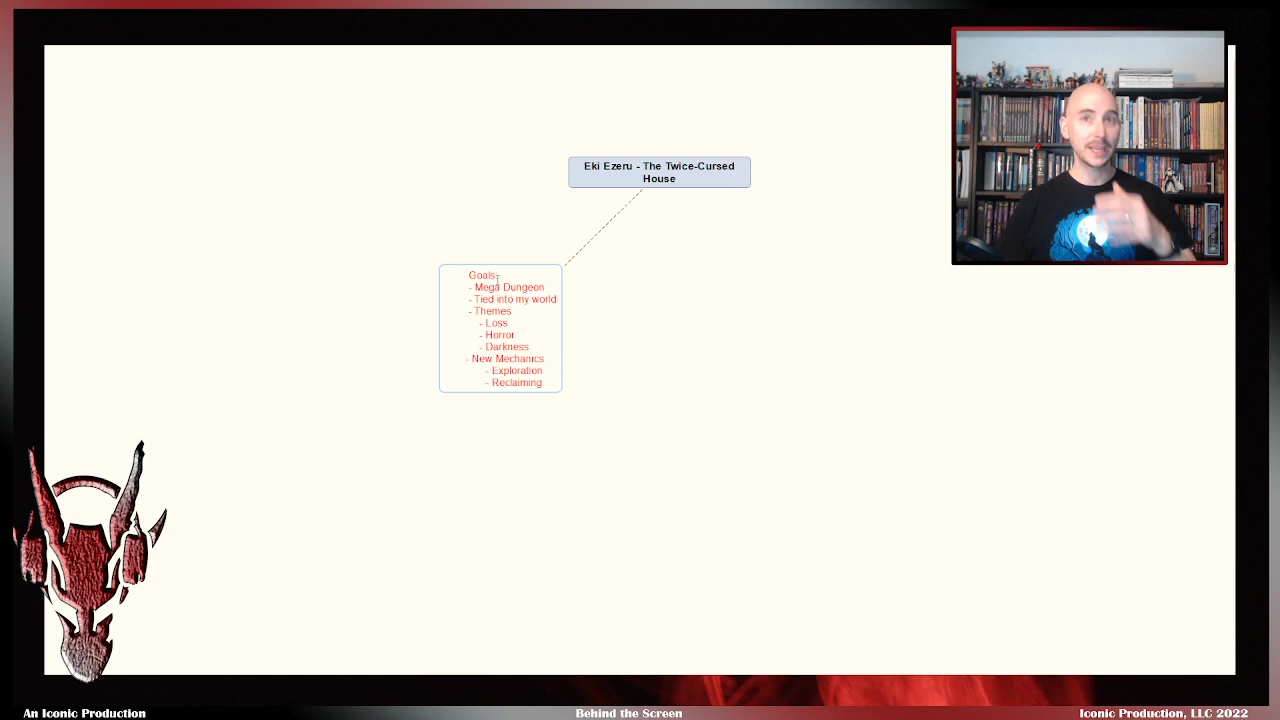 Eki Ezeru - The Twice-Cursed
House
Goals:
- Mega Dungeon
- Tied into my world
- Themes
- Loss
- Horror
- Darkness
- New Mechanics
- Exploration
- Reclaiming
An Iconic Production
Behind the Screen
Iconic Production, LLC 2022